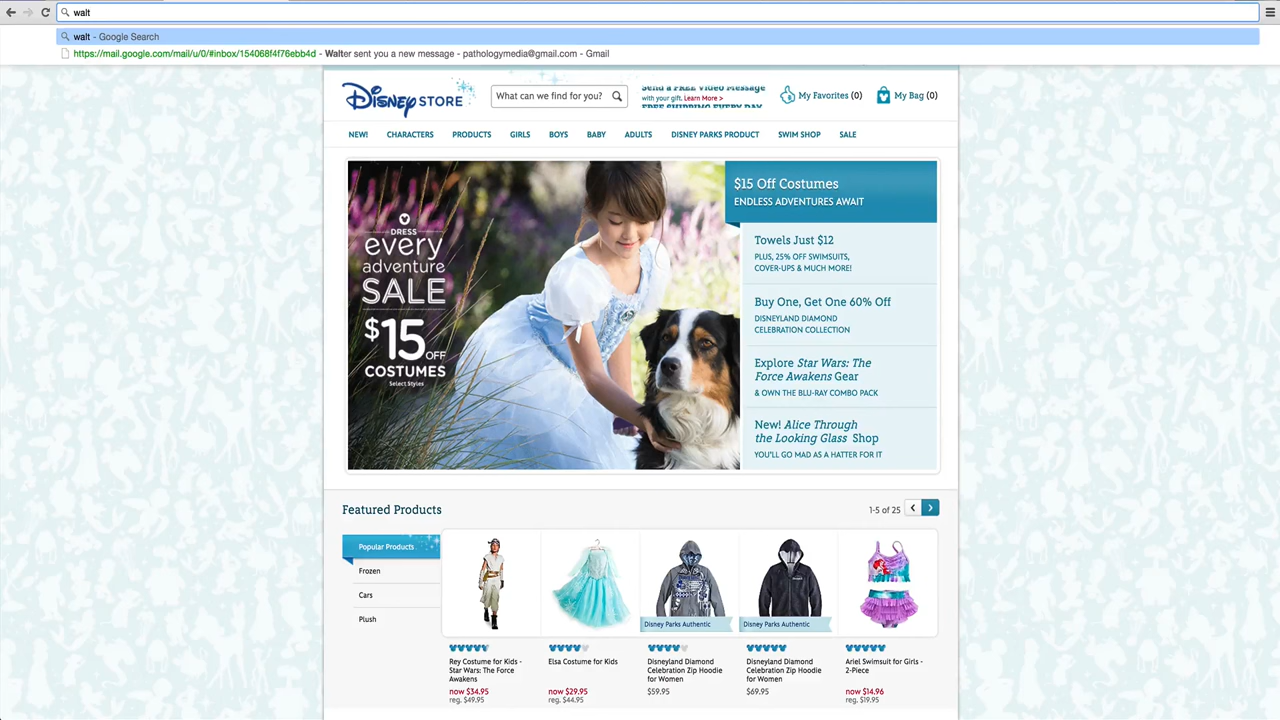 walt
walt - Google Search
https://mail.google.com/mail/u/0/#inbox/154068f4f76ebb4d - Walter sent you a new message - pathologymedia@gmail.com - Gmail
Disney STORE
What can we find for you?
Send a FREE Video Message
with your gift. Learn More >
FREE SHIPPING EVERY DAY
My Favorites (0)
My Bag (0)
NEW! CHARACTERS PRODUCTS GIRLS BOYS BABY ADULTS DISNEY PARKS PRODUCT SWIM SHOP SALE
DRESS
every
adventure
SALE
$15 OFF
COSTUMES
Select Styles
$15 Off Costumes
ENDLESS ADVENTURES AWAIT
Towels Just $12
PLUS, 25% OFF SWIMSUITS,
COVER-UPS & MUCH MORE!
Buy One, Get One 60% Off
DISNEYLAND DIAMOND
CELEBRATION COLLECTION
Explore Star Wars: The
Force Awakens Gear
& OWN THE BLU-RAY COMBO PACK
New! Alice Through
the Looking Glass Shop
YOU'LL GO MAD AS A HATTER FOR IT
Featured Products
1-5 of 25
Popular Products
Frozen
Cars
Plush
Disney Parks Authentic
Disney Parks Authentic
Rey Costume for Kids -
Star Wars: The Force
Awakens
now $34.95
reg. $49.95
Elsa Costume for Kids
now $29.95
reg. $44.95
Disneyland Diamond
Celebration Zip Hoodie
for Women
$59.95
Disneyland Diamond
Celebration Zip Hoodie
for Women
$69.95
Ariel Swimsuit for Girls -
2-Piece
now $14.96
reg. $19.95